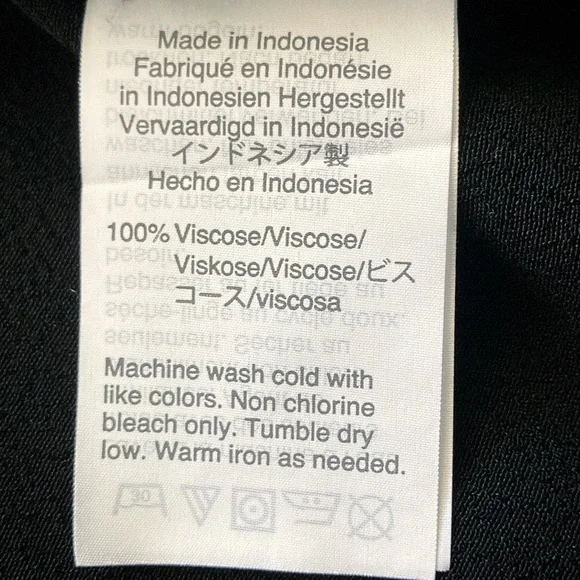 Made in Indonesia
Fabriqué en Indonésie
in Indonesien Hergestellt
Vervaardigd in Indonesië
インドネシア製
Hecho en Indonesia
100% Viscose/Viscose/
Viskose/Viscose/ビス
コース/viscosa
Machine wash cold with
like colors. Non chlorine
bleach only. Tumble dry
low. Warm iron as needed.
30